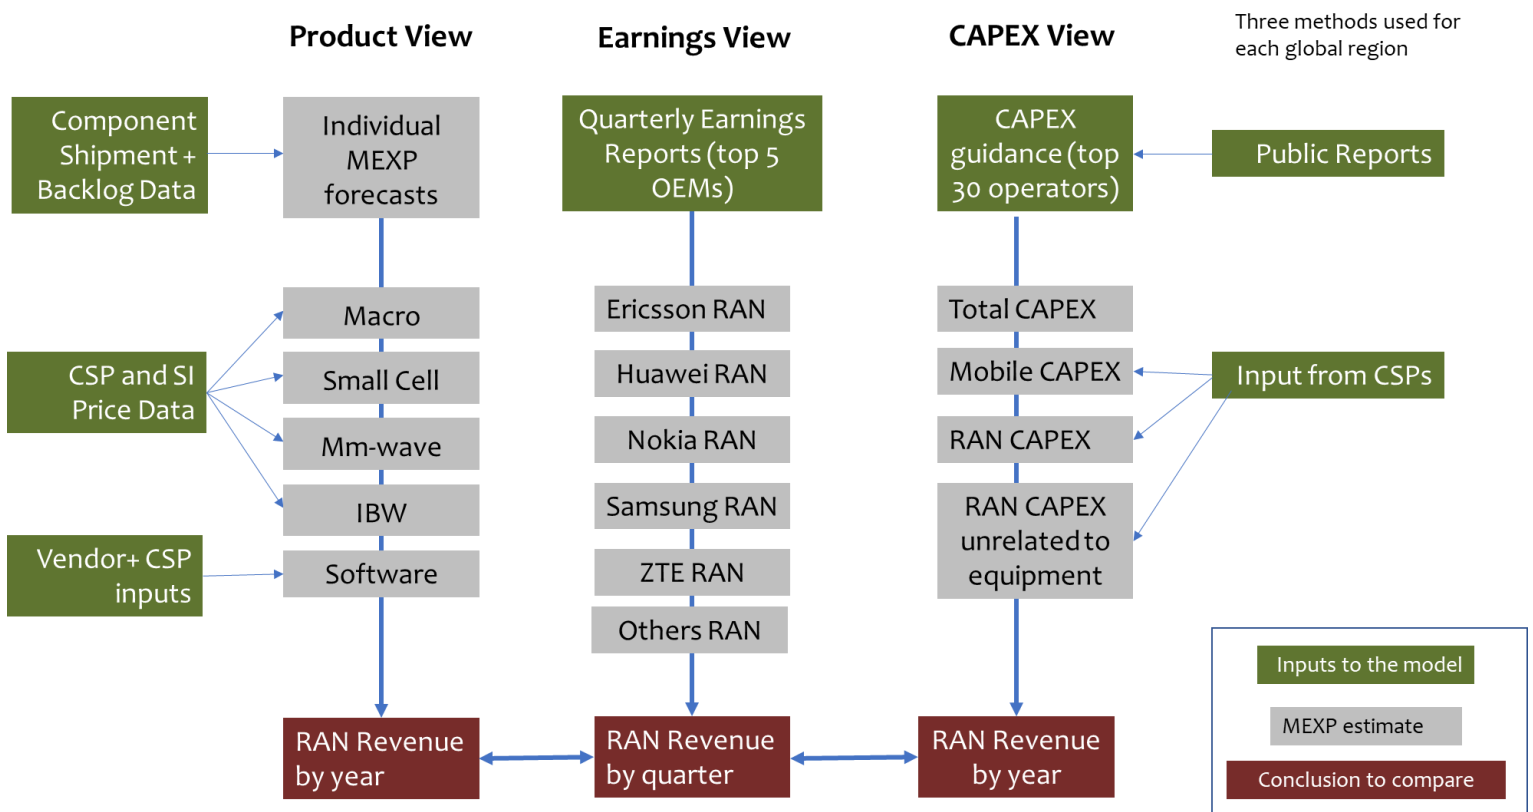 Product View
Earnings View
CAPEX View
Three methods used for
each global region
Component
Shipment +
Backlog Data
Individual
MEXP
forecasts
Quarterly Earnings
Reports (top 5
OEMs)
CAPEX
guidance (top
30 operators)
Public Reports
CSP and SI
Price Data
Vendor+ CSP
inputs
Macro
Small Cell
Mm-wave
IBW
Software
Ericsson RAN
Huawei RAN
Nokia RAN
Samsung RAN
ZTE RAN
Others RAN
Total CAPEX
Mobile CAPEX
RAN CAPEX
RAN CAPEX
unrelated to
equipment
Input from CSPs
RAN Revenue
by year
RAN Revenue
by quarter
RAN Revenue
by year
Inputs to the model
MEXP estimate
Conclusion to compare